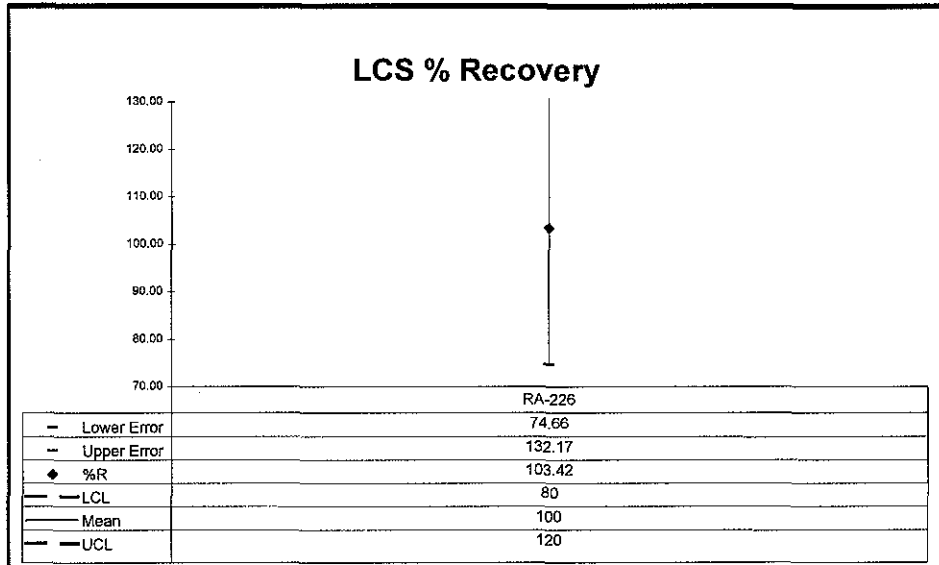 LCS % Recovery
130.00
120.00
110.00
100.00
90.00
80.00
70.00
RA-226
Lower Error 74.66
Upper Error 132.17
%R 103.42
LCL 80
Mean 100
UCL 120